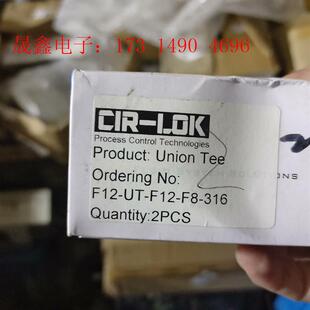 晟鑫电子：173 1490 4696
CIR-LOK
Process Control Technologies
Product: Union Tee
Ordering No:
F12-UT-F12-F8-316
Quantity:2PCS